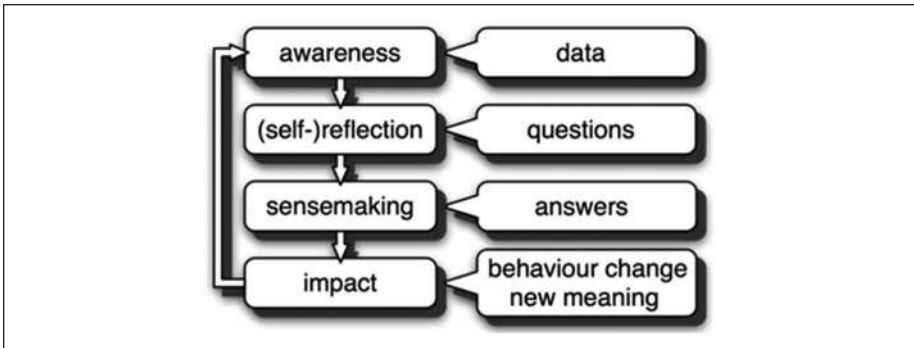 awareness
data
(self-)reflection
questions
sensemaking
answers
impact
behaviour change
new meaning